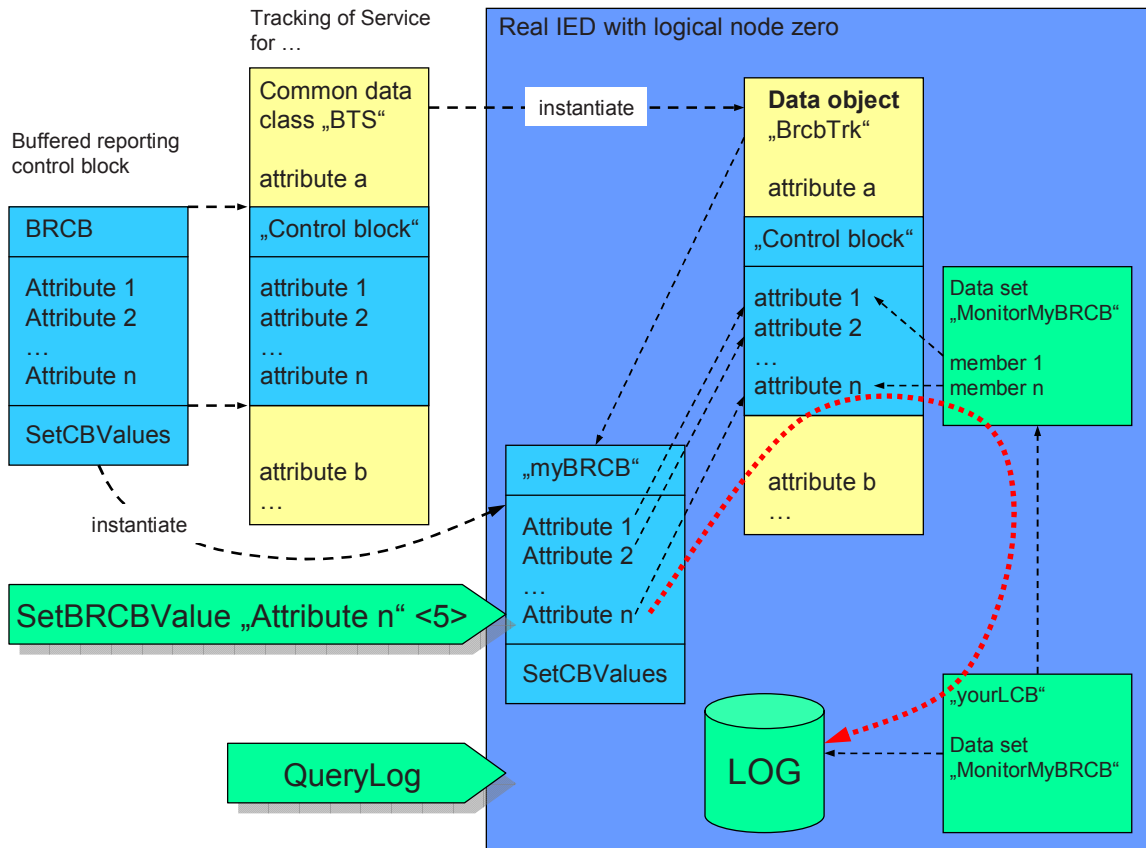 Tracking of Service
for …
Real IED with logical node zero
Buffered reporting
control block
BRCB
Attribute 1
Attribute 2
…
Attribute n
SetCBValues
instantiate
Common data
class „BTS“
attribute a
„Control block“
attribute 1
attribute 2
…
attribute n
attribute b
…
instantiate
Data object
„BrcbTrk“
attribute a
„Control block“
attribute 1
attribute 2
…
attribute n
attribute b
…
Data set
„MonitorMyBRCB“
member 1
member n
„myBRCB“
Attribute 1
Attribute 2
…
Attribute n
SetCBValues
SetBRCBValue „Attribute n“ <5>
QueryLog
LOG
„yourLCB“
Data set
„MonitorMyBRCB“